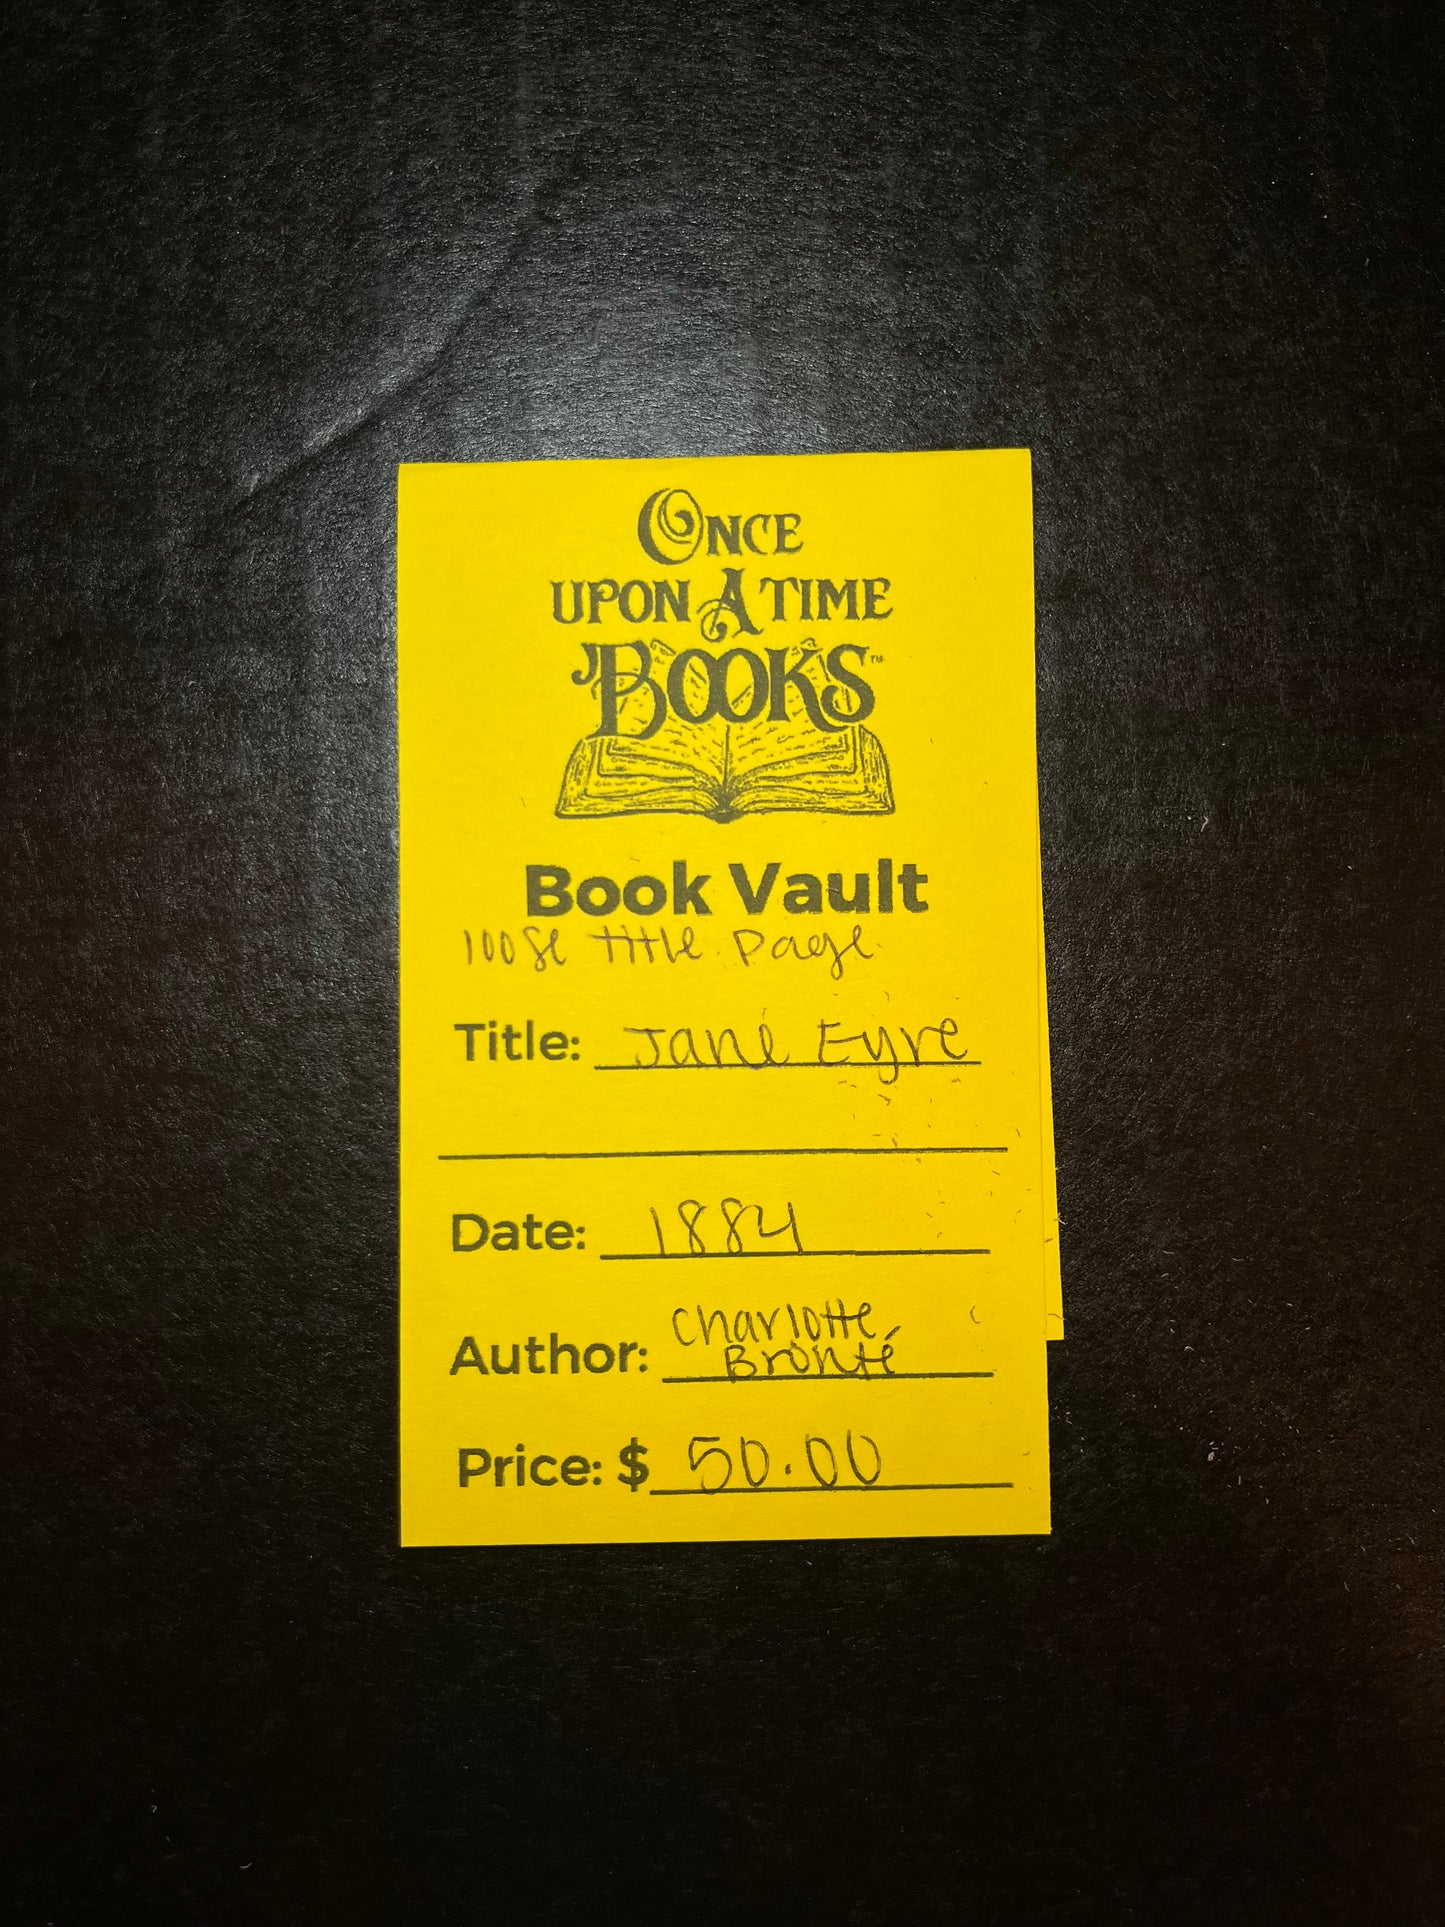 ONCE
UPON A TIME
BOOKS™
Book Vault
loose title page
Title: Jane Eyre
Date: 1884
Author: Charlotte
Brontë
Price: $ 50.00